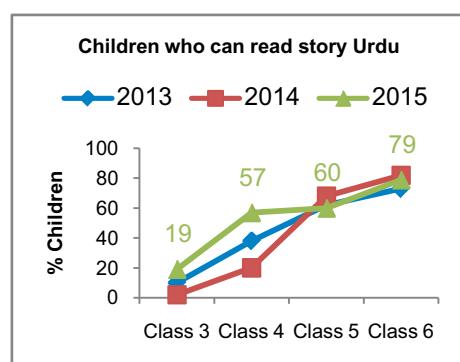 Children who can read story Urdu
2013 2014 2015
% Children
100
80
60
40
20
0
19
57
60
79
Class 3 Class 4 Class 5 Class 6